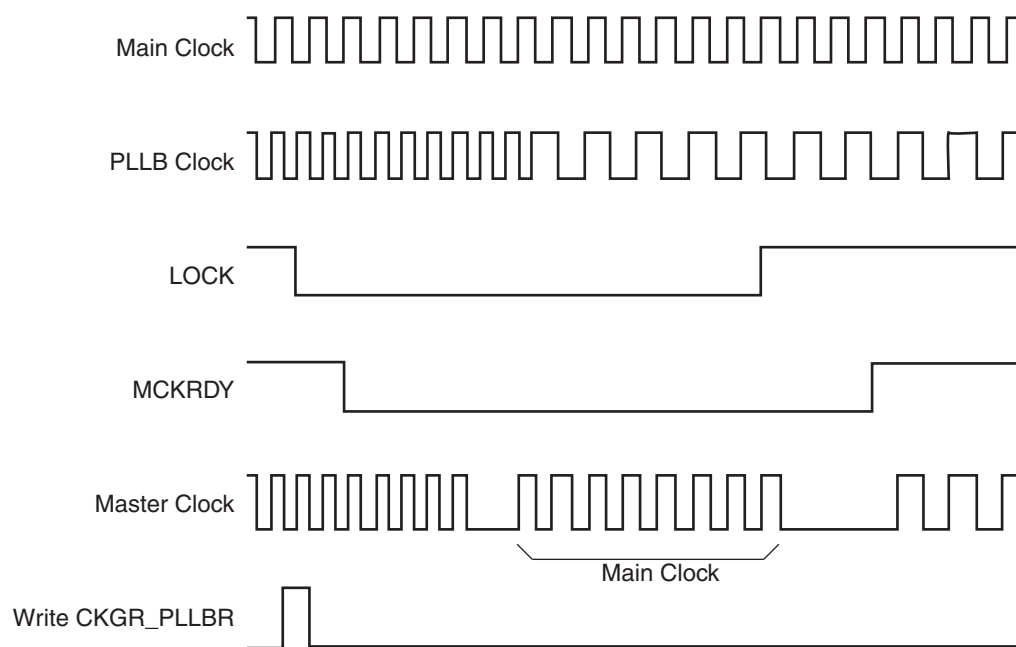 Main Clock
PLLB Clock
LOCK
MCKRDY
Master Clock
Main Clock
Write CKGR_PLLBR